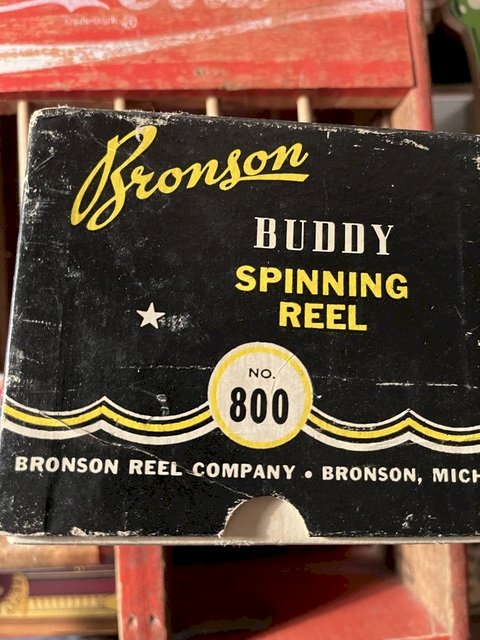 Bronson
BUDDY
SPINNING
REEL
NO.
800
BRONSON REEL COMPANY • BRONSON, MICH